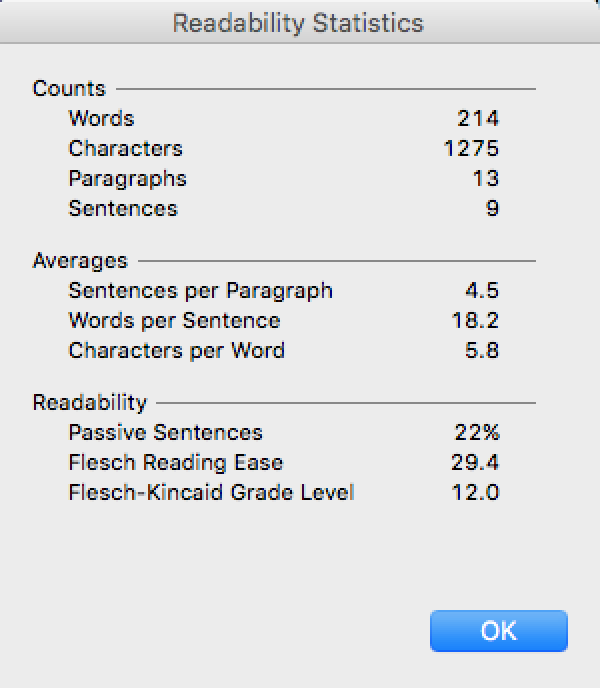 Readability Statistics
Counts
Words 214
Characters 1275
Paragraphs 13
Sentences 9
Averages
Sentences per Paragraph 4.5
Words per Sentence 18.2
Characters per Word 5.8
Readability
Passive Sentences 22%
Flesch Reading Ease 29.4
Flesch-Kincaid Grade Level 12.0
OK